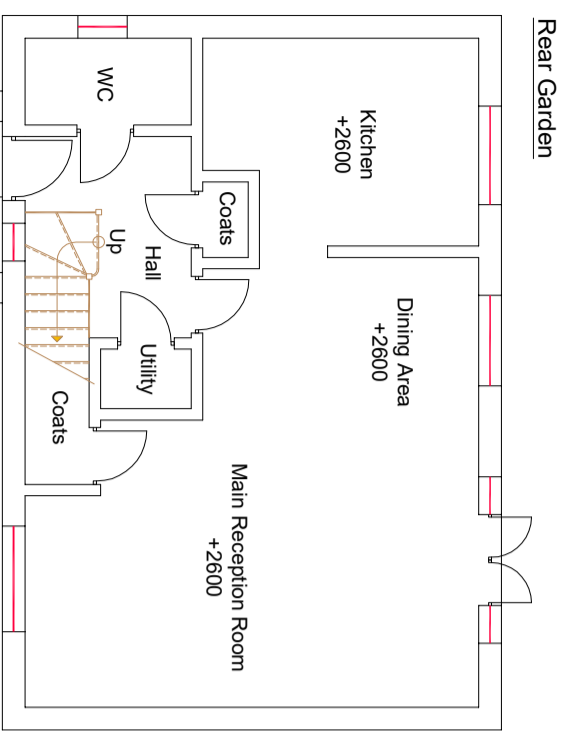 Rear Garden
Kitchen
+2600
Dining Area
+2600
Main Reception Room
+2600
WC
Coats
Hall
Up
Utility
Coats